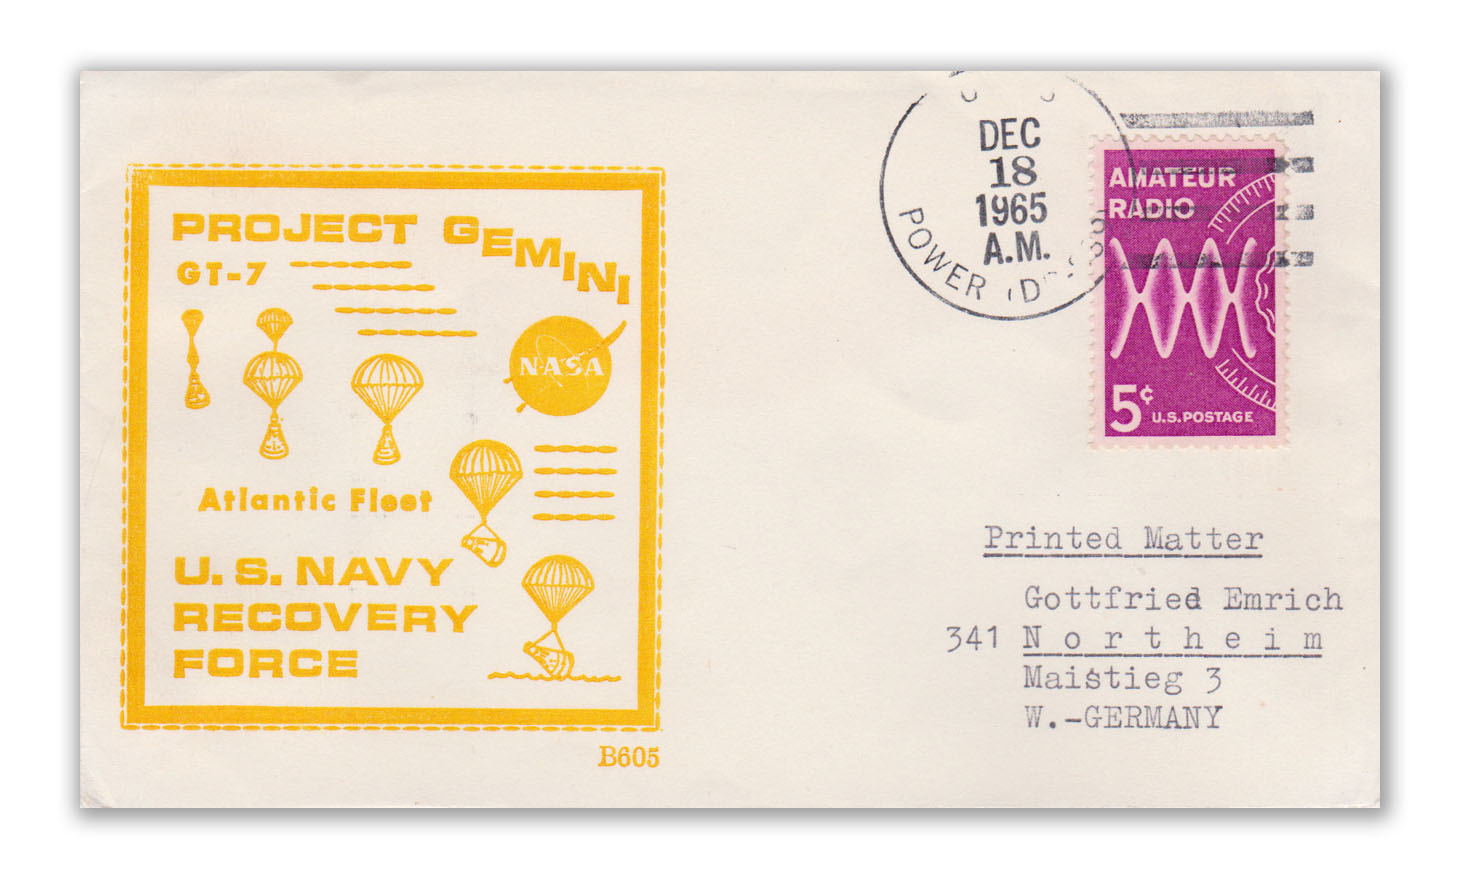 PROJECT GEMINI
GT-7
NASA
Atlantic Fleet
U.S. NAVY
RECOVERY
FORCE
B605
DEC
18
1965
A.M.
POWER
AMATEUR
RADIO
5¢ U.S.POSTAGE
Printed Matter
Gottfried Emrich
341 Northeim
Maistieg 3
W.-GERMANY